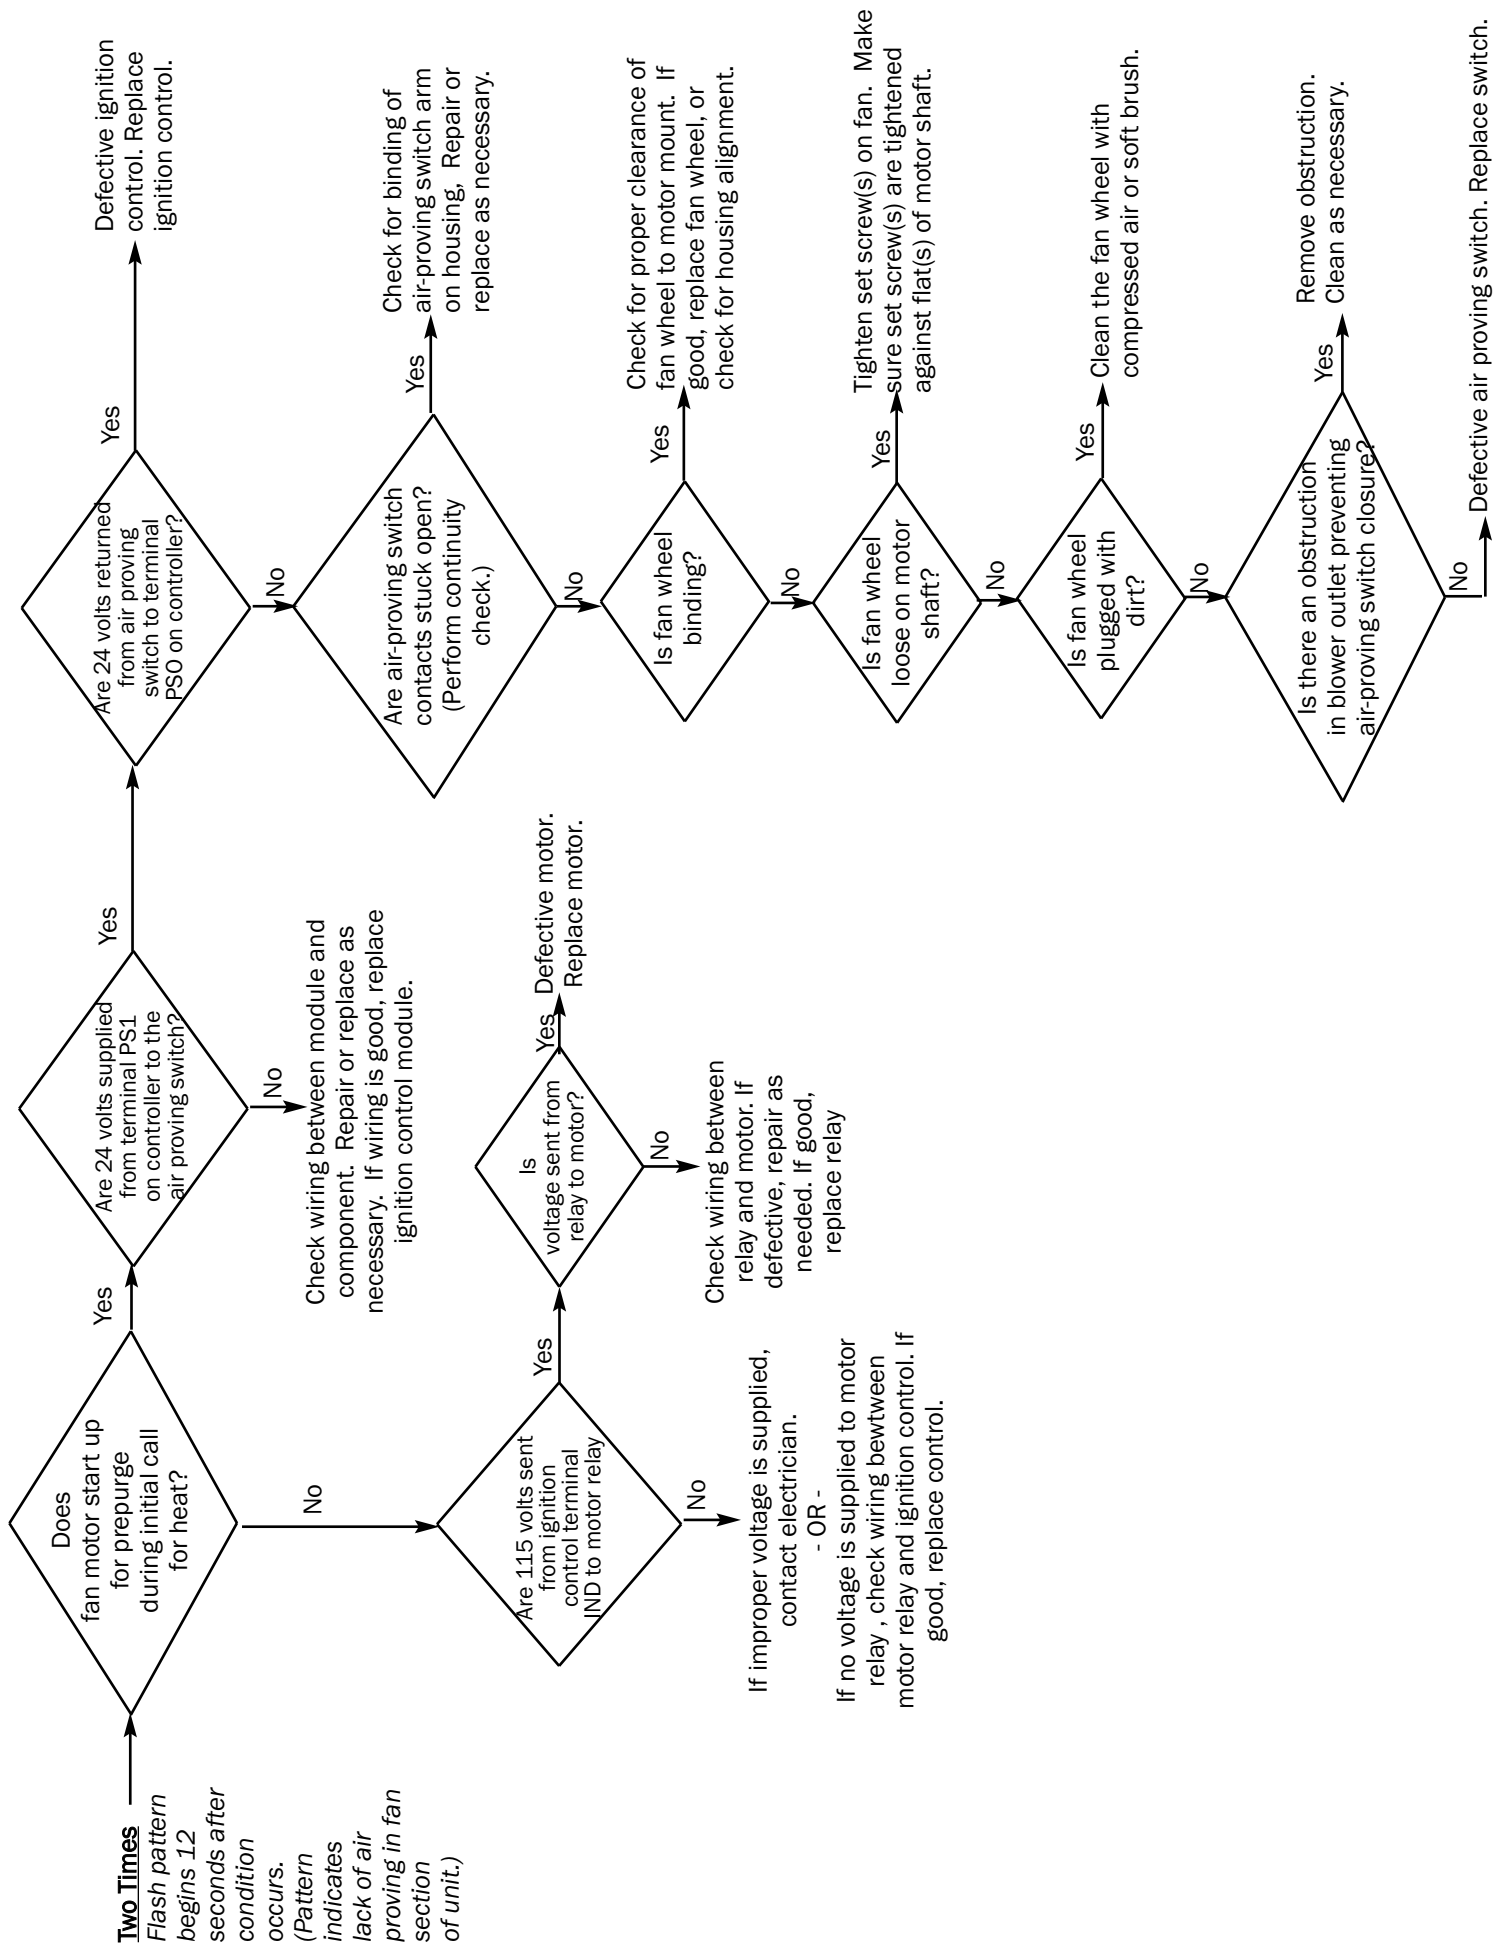 Two Times
Flash pattern
begins 12
seconds after
condition
occurs.
(Pattern
indicates
lack of air
proving in fan
section
of unit.)
Does
fan motor start up
for prepurge
during initial call
for heat?
Yes
No
Are 24 volts supplied
from terminal PS1
on controller to the
air proving switch?
Yes
No
Check wiring between module and
component.  Repair or replace as
necessary.  If wiring is good, replace
ignition control module.
Are 24 volts returned
from air proving
switch to terminal
PSO on controller?
Yes
Defective ignition
control. Replace
ignition control.
No
Are air-proving switch
contacts stuck open?
(Perform continuity
check.)
Yes
Check for binding of
air-proving switch arm
on housing,  Repair or
replace as necessary.
No
Is fan wheel
binding?
Yes
Check for proper clearance of
fan wheel to motor mount.  If
good, replace fan wheel, or
check for housing alignment.
No
Is fan wheel
loose on motor
shaft?
Yes
Tighten set screw(s) on fan.  Make
sure set screw(s) are tightened
against flat(s) of motor shaft.
No
Is fan wheel
plugged with
dirt?
Yes
Clean the fan wheel with
compressed air or soft brush.
No
Is there an obstruction
in blower outlet preventing
air-proving switch closure?
Yes
Remove obstruction.
Clean as necessary.
No
Defective air proving switch. Replace switch.
Are 115 volts sent
from ignition
control terminal
IND to motor relay
Yes
No
If improper voltage is supplied,
contact electrician.
- OR -
If no voltage is supplied to motor
relay , check wiring bewtween
motor relay and ignition control. If
good, replace control.
Is
voltage sent from
relay to motor?
Yes
Defective motor.
Replace motor.
No
Check wiring between
relay and motor. If
defective, repair as
needed. If good,
replace relay